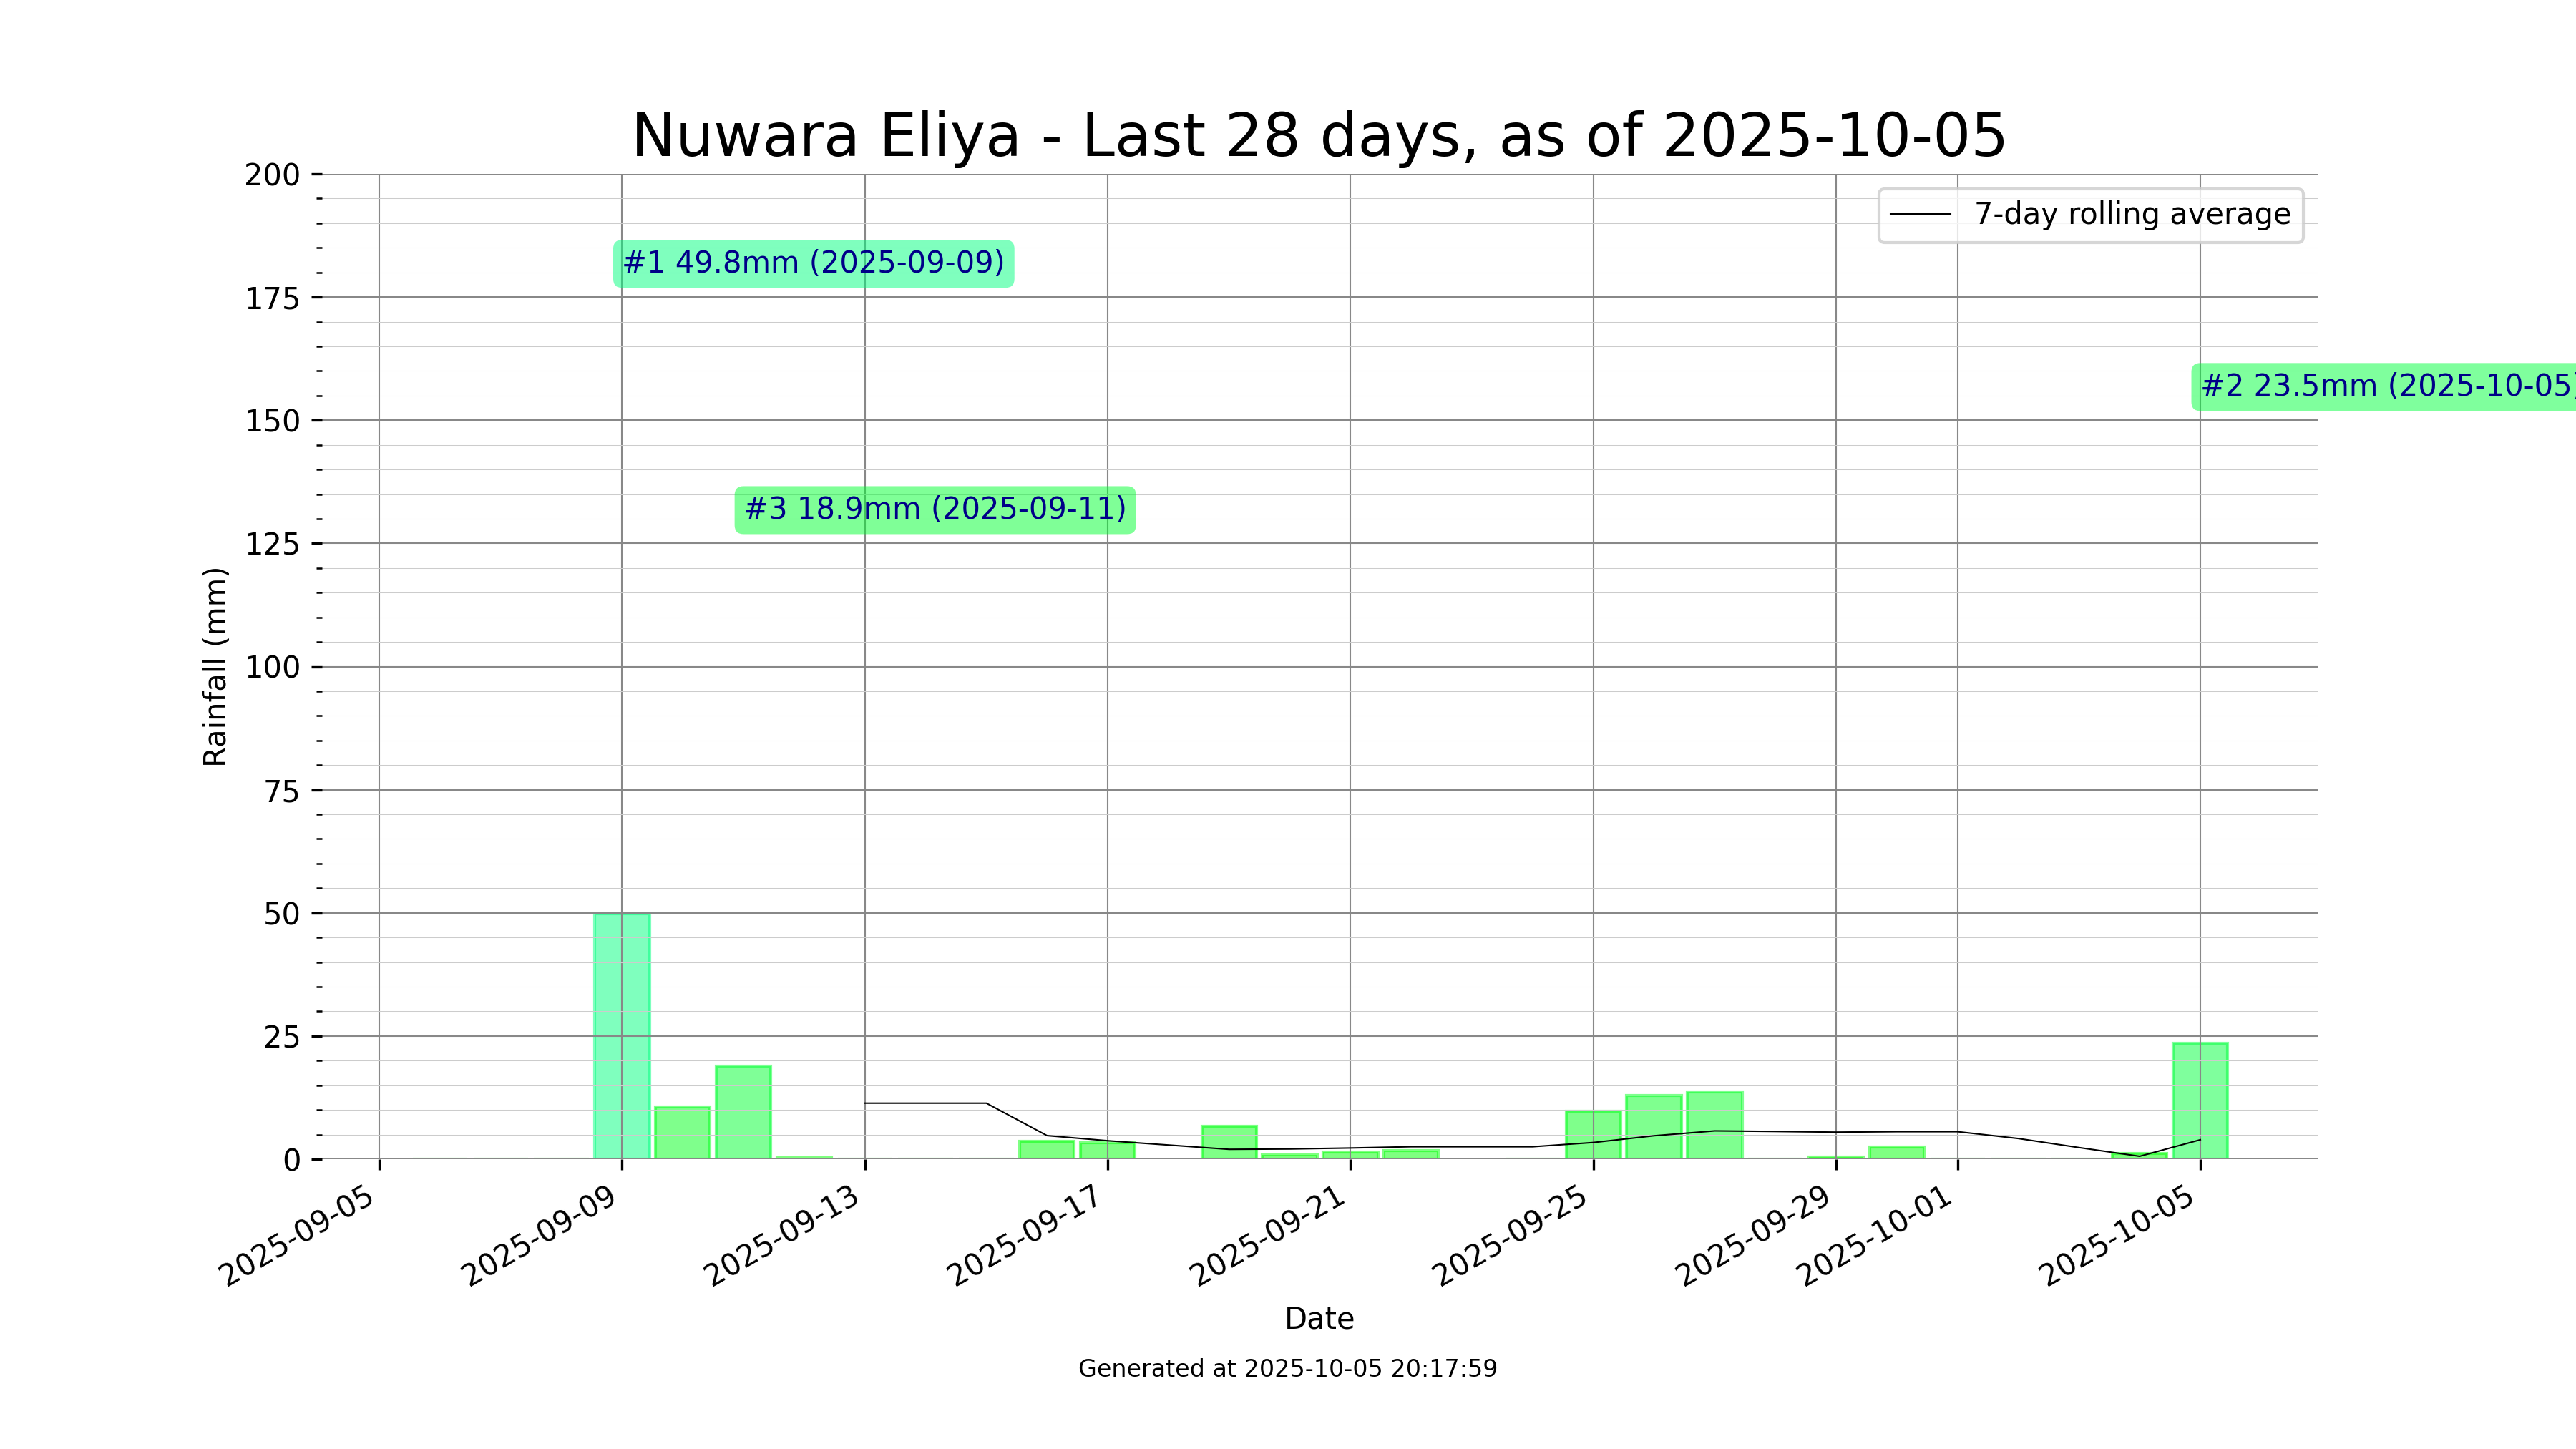 Nuwara Eliya - Last 28 days, as of 2025-10-05
7-day rolling average
#1 49.8mm (2025-09-09)
#2 23.5mm (2025-10-05)
#3 18.9mm (2025-09-11)
Rainfall (mm)
200
175
150
125
100
75
50
25
0
2025-09-05
2025-09-09
2025-09-13
2025-09-17
2025-09-21
2025-09-25
2025-09-29
2025-10-01
2025-10-05
Date
Generated at 2025-10-05 20:17:59